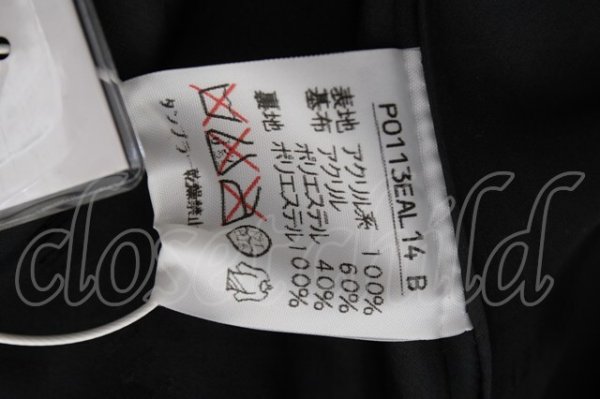 P0113EAL 14 B
表地 アクリル系 100%
基布 ポリエステル 60%
アクリル 40%
裏地 ポリエステル 100%
タンブラー乾燥禁止
closetchild